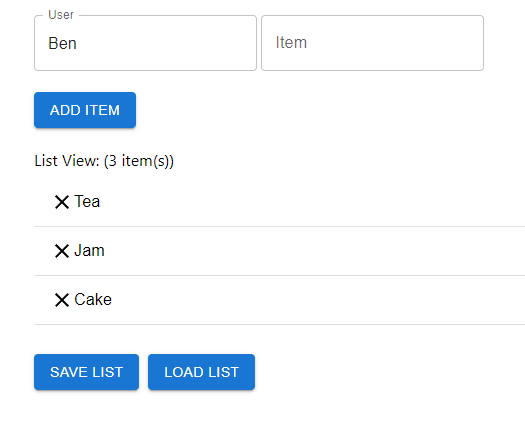 User
Ben Item
ADD ITEM
List View: (3 item(s))
Tea
Jam
Cake
SAVE LIST LOAD LIST